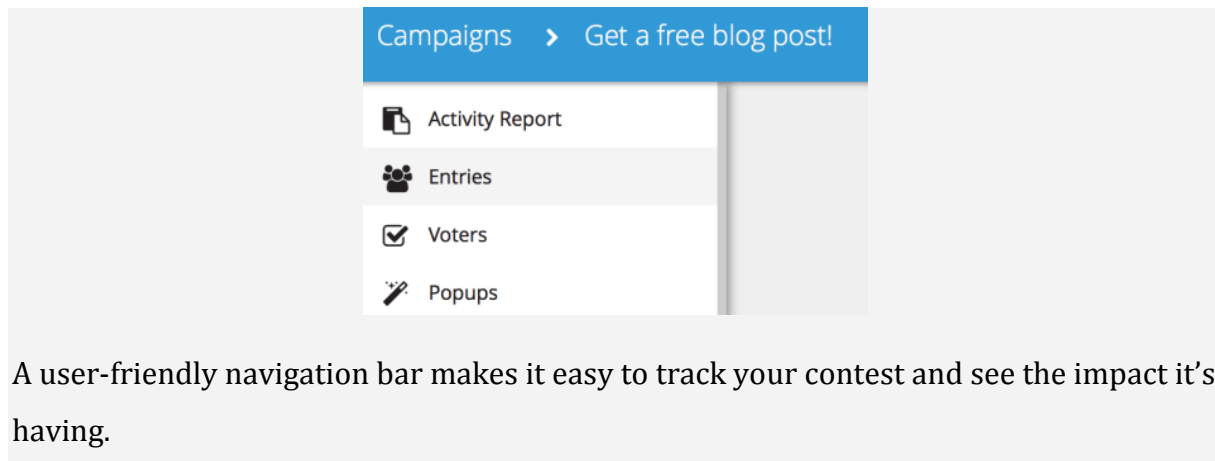 Campaigns > Get a free blog post!
Activity Report
Entries
Voters
Popups
A user-friendly navigation bar makes it easy to track your contest and see the impact it’s
having.